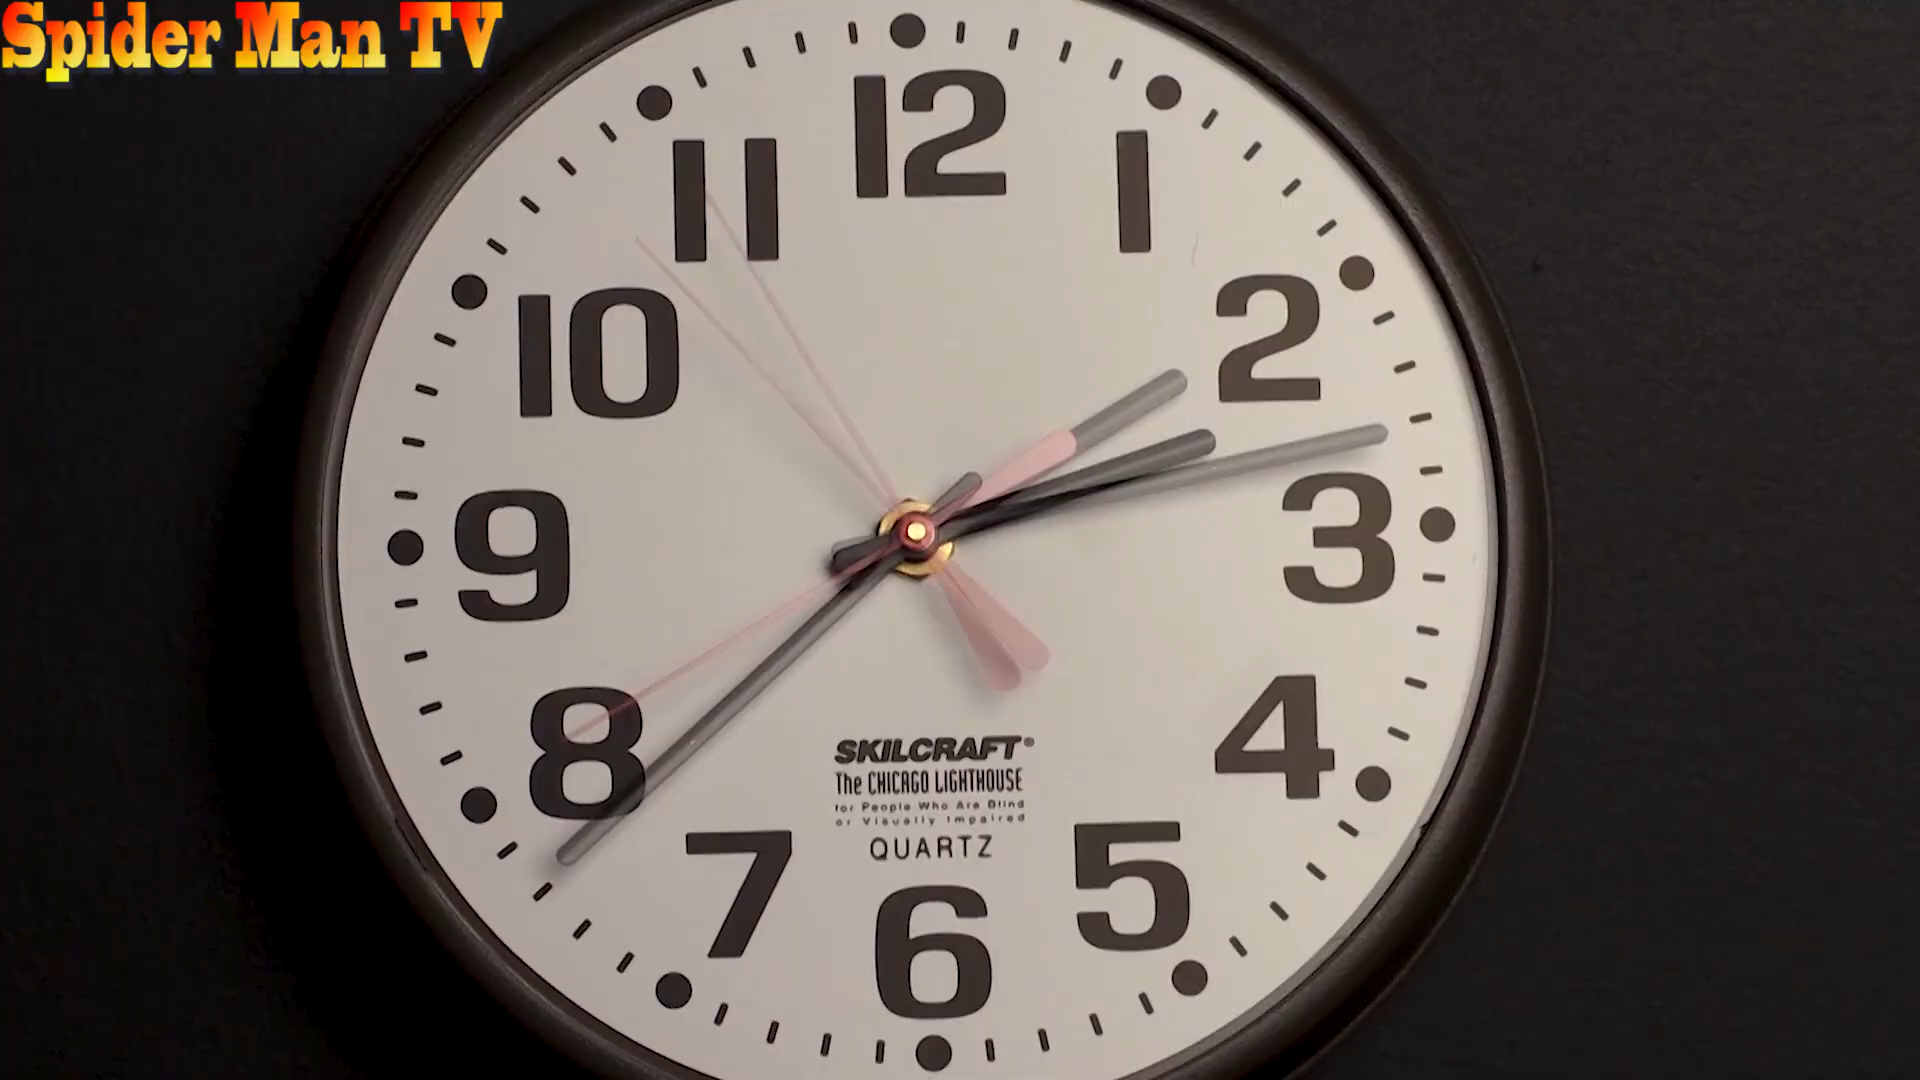 Spider Man TV
12
11
1
10
2
9
3
8
4
7
5
6
SKILCRAFT®
The CHICAGO LIGHTHOUSE
for People Who Are Blind
or Visually Impaired
QUARTZ